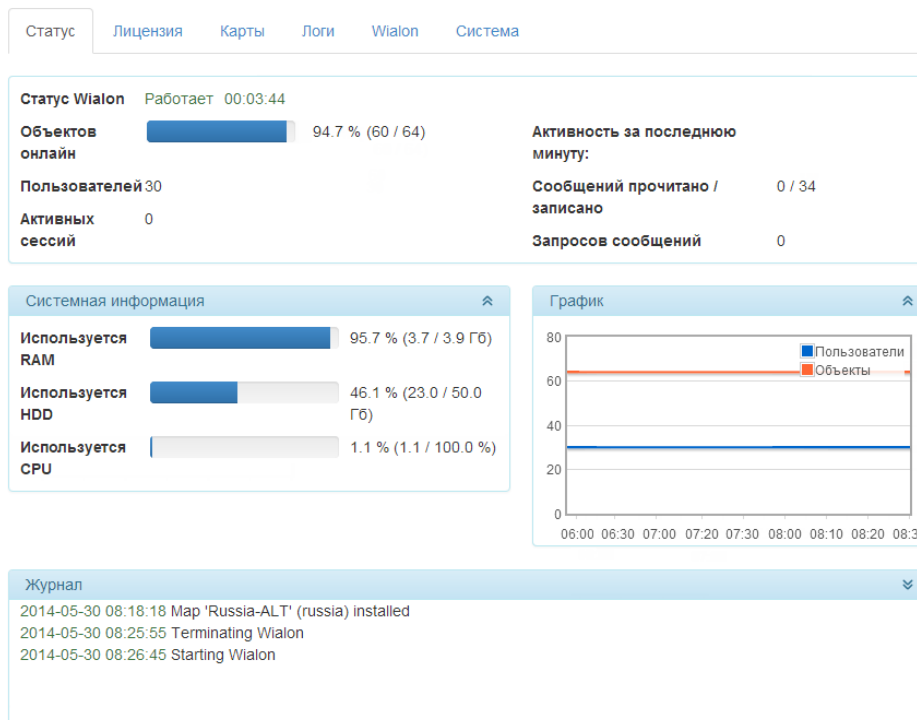 Статус Лицензия Карты Логи Wialon Система
Статус Wialon Работает 00:03:44
Объектов онлайн 94.7 % (60 / 64)
Пользователей 30
Активных сессий 0
Активность за последнюю минуту:
Сообщений прочитано / записано 0 / 34
Запросов сообщений 0
Системная информация
Используется RAM 95.7 % (3.7 / 3.9 Гб)
Используется HDD 46.1 % (23.0 / 50.0 Гб)
Используется CPU 1.1 % (1.1 / 100.0 %)
График
Пользователи
Объекты
80
60
40
20
0
06:00 06:30 07:00 07:20 07:30 08:00 08:10 08:20 08:3
Журнал
2014-05-30 08:18:18 Map 'Russia-ALT' (russia) installed
2014-05-30 08:25:55 Terminating Wialon
2014-05-30 08:26:45 Starting Wialon